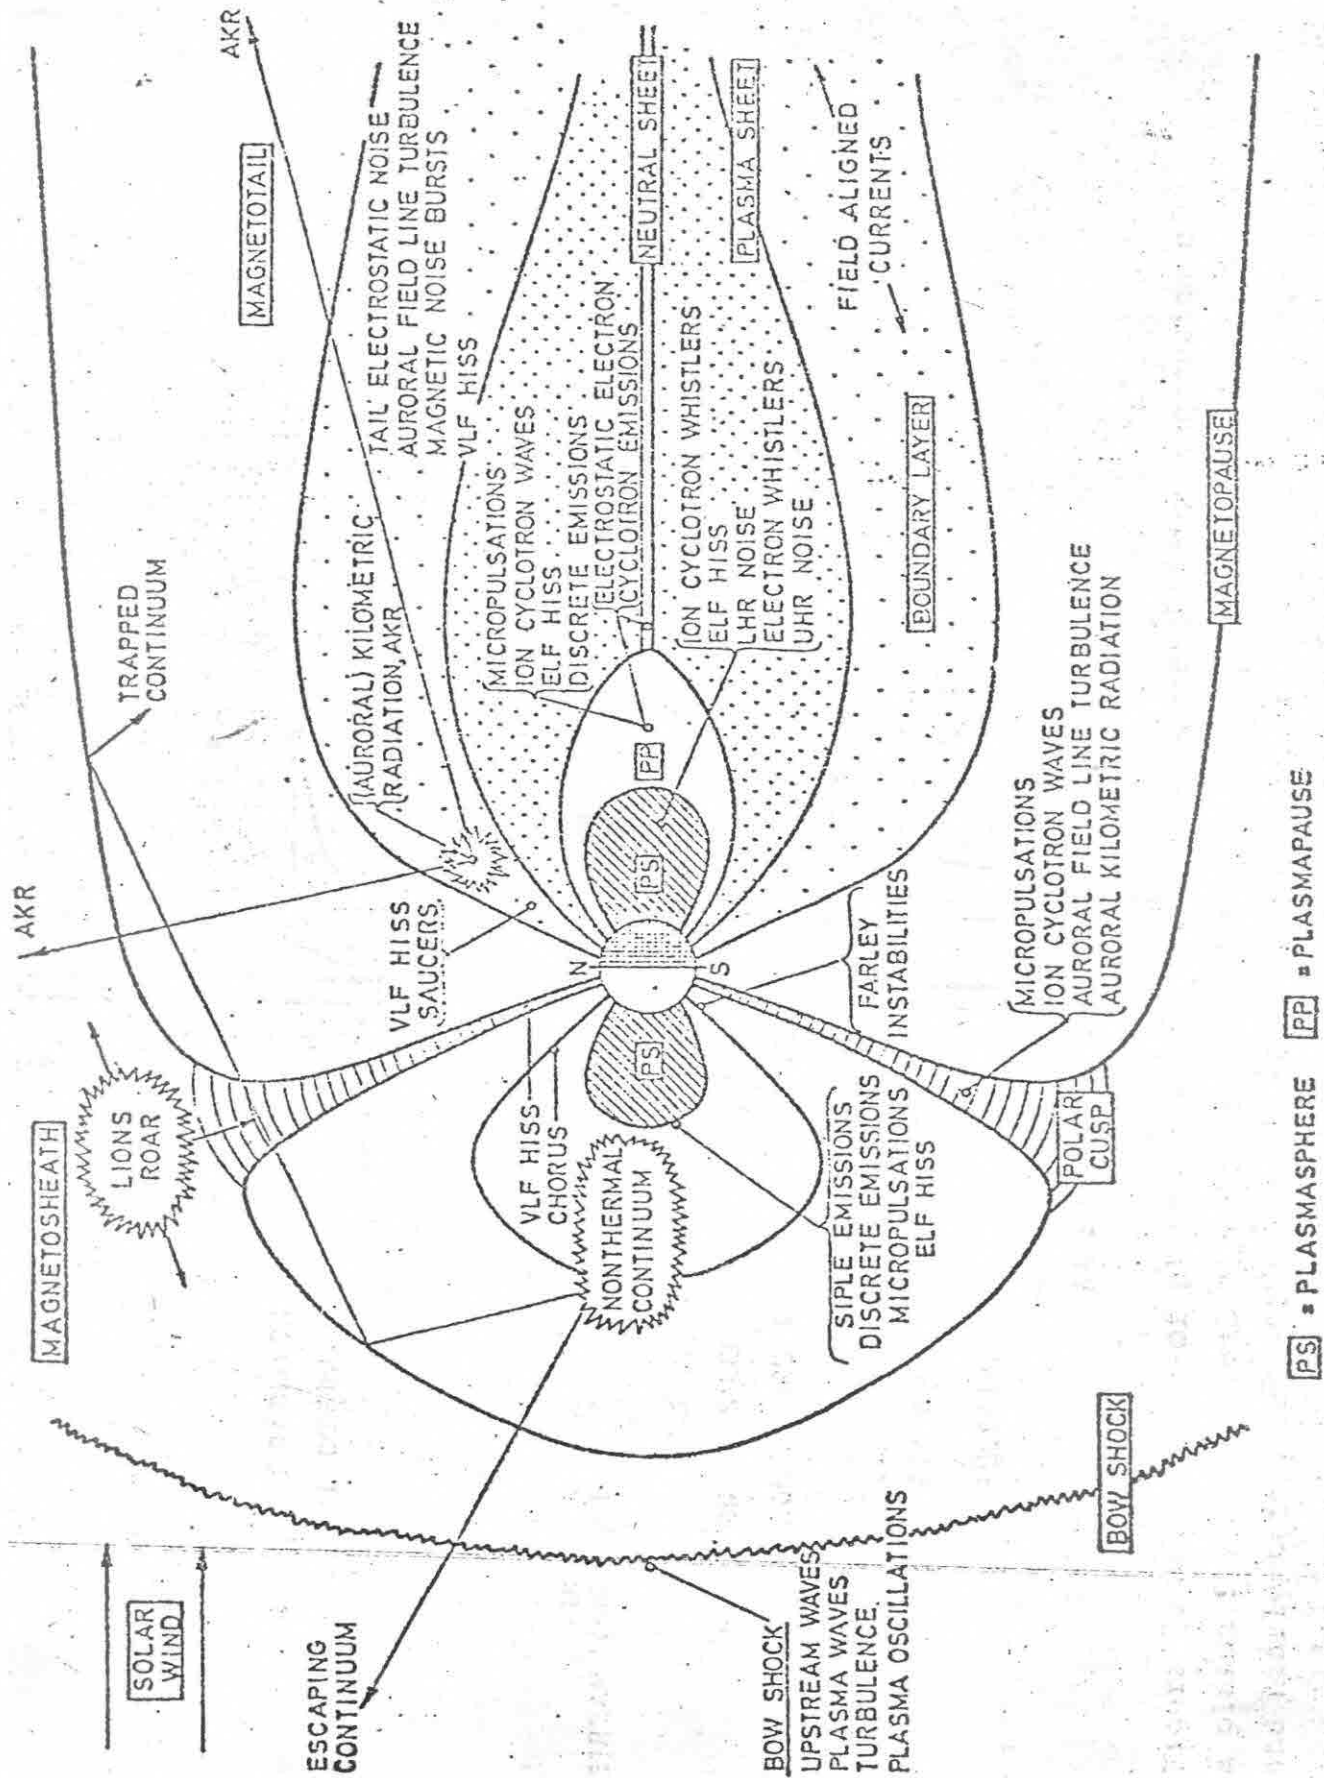 SOLAR
WIND
MAGNETOSHEATH
LIONS
ROAR
AKR
TRAPPED
CONTINUUM
AKR
MAGNETOTAIL
TAIL ELECTROSTATIC NOISE
AURORAL FIELD LINE TURBULENCE
MAGNETIC NOISE BURSTS
VLF HISS
(AURORAL) KILOMETRIC
RADIATION, AKR
VLF HISS
SAUCERS
ESCAPING
CONTINUUM
VLF HISS
CHORUS
NONTHERMAL
CONTINUUM
MICROPULSATIONS
ION CYCLOTRON WAVES
ELF HISS
DISCRETE EMISSIONS
ELECTROSTATIC ELECTRON
CYCLOTRON EMISSIONS
N
S
PS
PS
PP
NEUTRAL SHEET
ION CYCLOTRON WHISTLERS
ELF HISS
LHR NOISE
ELECTRON WHISTLERS
UHR NOISE
PLASMA SHEET
FIELD ALIGNED
CURRENTS
BOW SHOCK
UPSTREAM WAVES
PLASMA WAVES
TURBULENCE.
PLASMA OSCILLATIONS
SIPLE EMISSIONS
DISCRETE EMISSIONS
MICROPULSATIONS
ELF HISS
FARLEY
INSTABILITIES
BOUNDARY LAYER
POLAR
CUSP
MICROPULSATIONS
ION CYCLOTRON WAVES
AURORAL FIELD LINE TURBULENCE
AURORAL KILOMETRIC RADIATION
BOW SHOCK
MAGNETOPAUSE
PS = PLASMASPHERE PP = PLASMAPAUSE